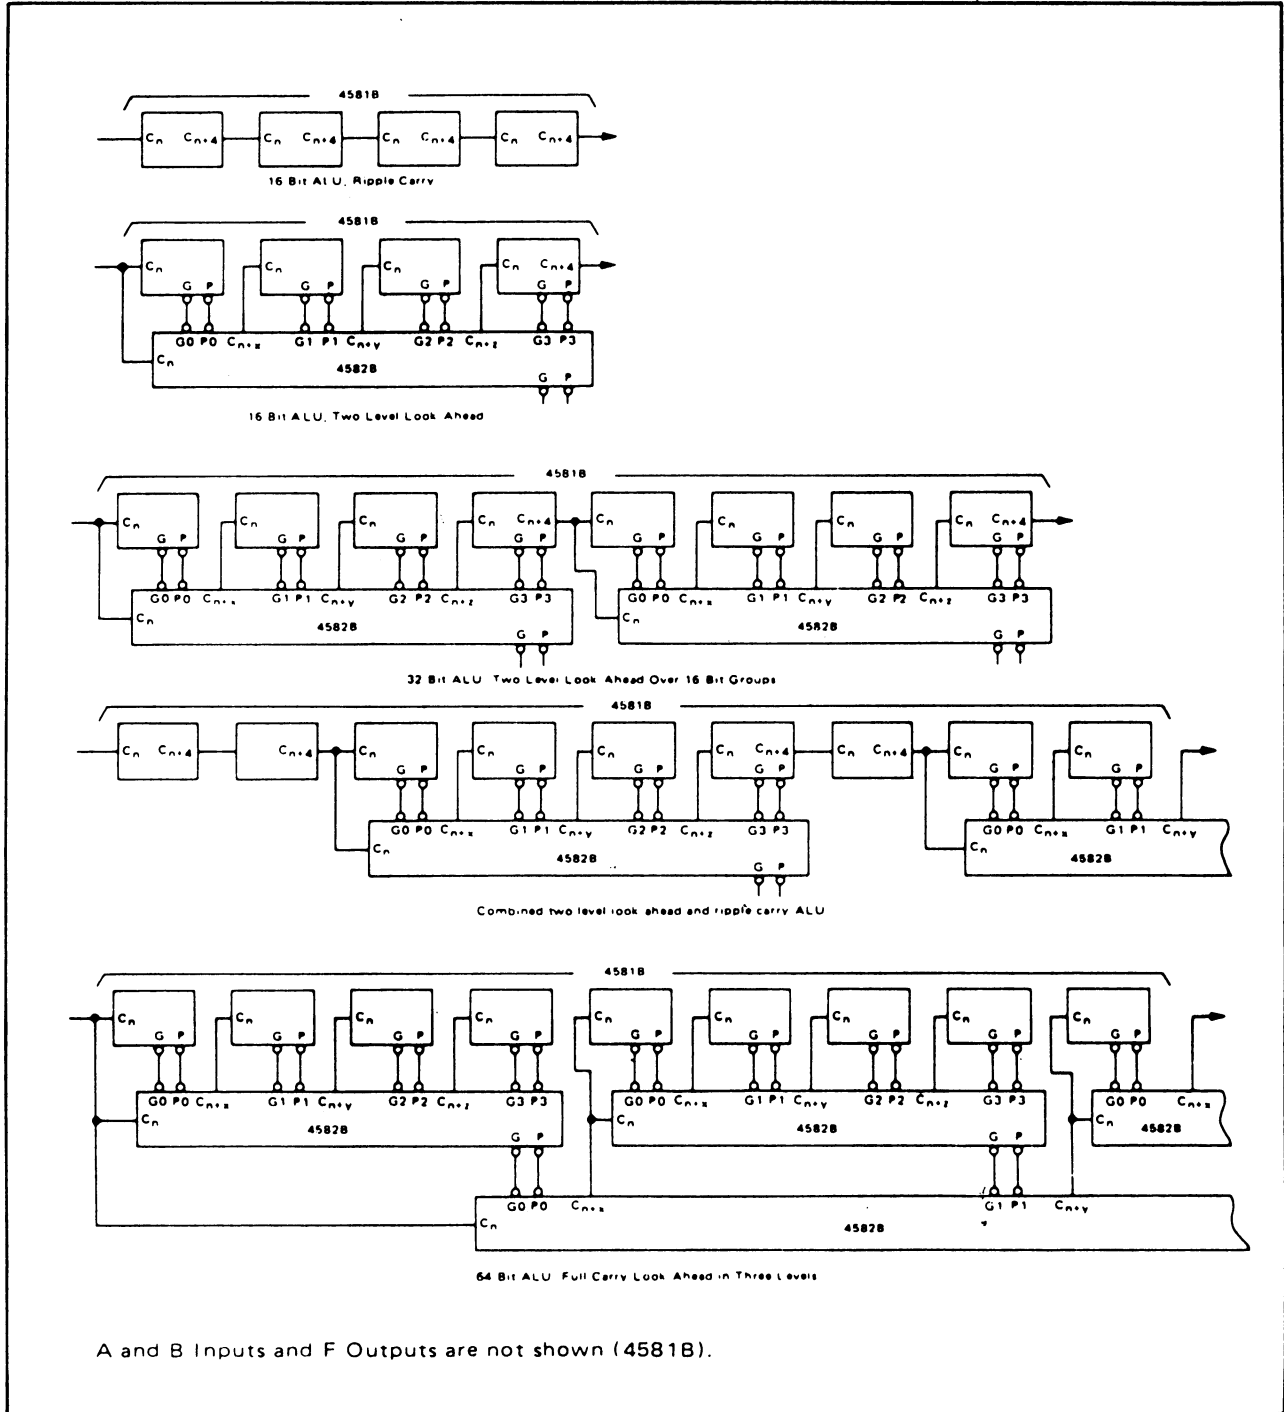 4581B
Cn Cn+4 Cn Cn+4 Cn Cn+4 Cn Cn+4
16 Bit ALU, Ripple Carry
4581B
Cn Cn Cn Cn Cn+4
G P G P G P G P
G0 P0 Cn+x G1 P1 Cn+y G2 P2 Cn+z G3 P3
Cn
4582B
G P
16 Bit ALU, Two Level Look Ahead
4581B
Cn Cn Cn Cn Cn+4 Cn Cn Cn Cn Cn+4
G P G P G P G P G P G P G P G P
G0 P0 Cn+x G1 P1 Cn+y G2 P2 Cn+z G3 P3 G0 P0 Cn+x G1 P1 Cn+y G2 P2 Cn+z G3 P3
Cn Cn
4582B 4582B
G P G P
32 Bit ALU Two Level Look Ahead Over 16 Bit Groups
4581B
Cn Cn+4 Cn+4 Cn Cn Cn Cn Cn+4 Cn Cn+4 Cn Cn
G P G P G P G P G P G P
G0 P0 Cn+x G1 P1 Cn+y G2 P2 Cn+z G3 P3 G0 P0 Cn+x G1 P1 Cn+y
Cn Cn
4582B 4582B
G P
Combined two level look ahead and ripple carry ALU
4581B
Cn Cn Cn Cn Cn Cn Cn Cn Cn
G P G P G P G P G P G P G P G P G P
G0 P0 Cn+x G1 P1 Cn+y G2 P2 Cn+z G3 P3 G0 P0 Cn+x G1 P1 Cn+y G2 P2 Cn+z G3 P3 G0 P0 Cn+x
Cn Cn Cn
4582B 4582B 4582B
G P G P
G0 P0 Cn+x G1 P1 Cn+y
Cn
4582B
64 Bit ALU Full Carry Look Ahead in Three Levels
A and B Inputs and F Outputs are not shown (4581B).